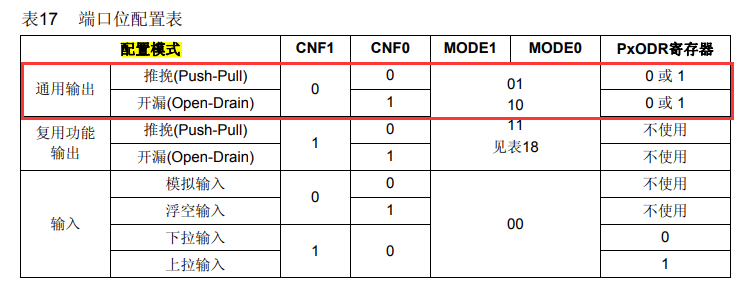 表17 端口位配置表
配置模式 CNF1 CNF0 MODE1 MODE0 PxODR寄存器
通用输出 推挽(Push-Pull) 0 0 01 0 或 1
开漏(Open-Drain) 1 10 0 或 1
复用功能输出 推挽(Push-Pull) 1 0 11 不使用
开漏(Open-Drain) 1 见表18 不使用
输入 模拟输入 0 0 00 不使用
浮空输入 1 不使用
下拉输入 1 0 0
上拉输入 1